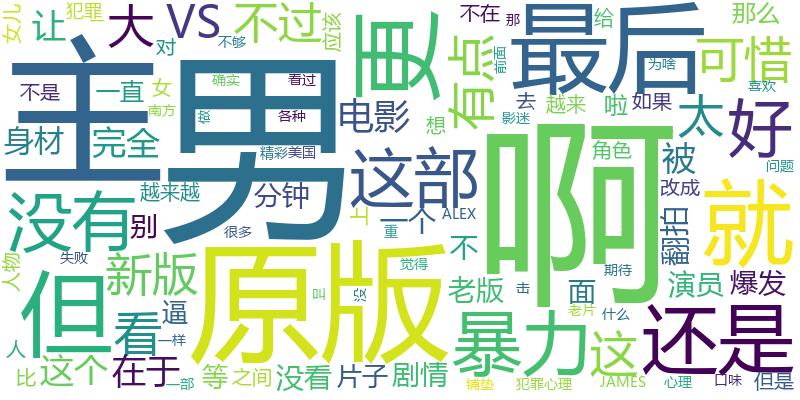 女儿 犯罪 让 大 VS 不过 应该 对 更 有点 不在 那 最后 给 那么 可惜
不够 前面 为啥
主 男 不是 一直 女 确实 看过 南方 做 各种 电影 想 去 越来 啦 如果 太 好 喜欢
身材 完全 精彩 美国 影迷 角色 被 问题
没有 越来越 别 分钟 这部 上 一个 ALEX 啊 改成 就
很多 重 不 翻拍
人物 失败 但 新版 原版 觉得 期待 面 演员 爆发
看 逼 叫 没 老版 击 老片 什么 这 还是
人 一样 暴力
比 这个 在于 一部 等 之间 没看 片子 剧情 铺垫 犯罪心理 JAMES 心理 口味 但是